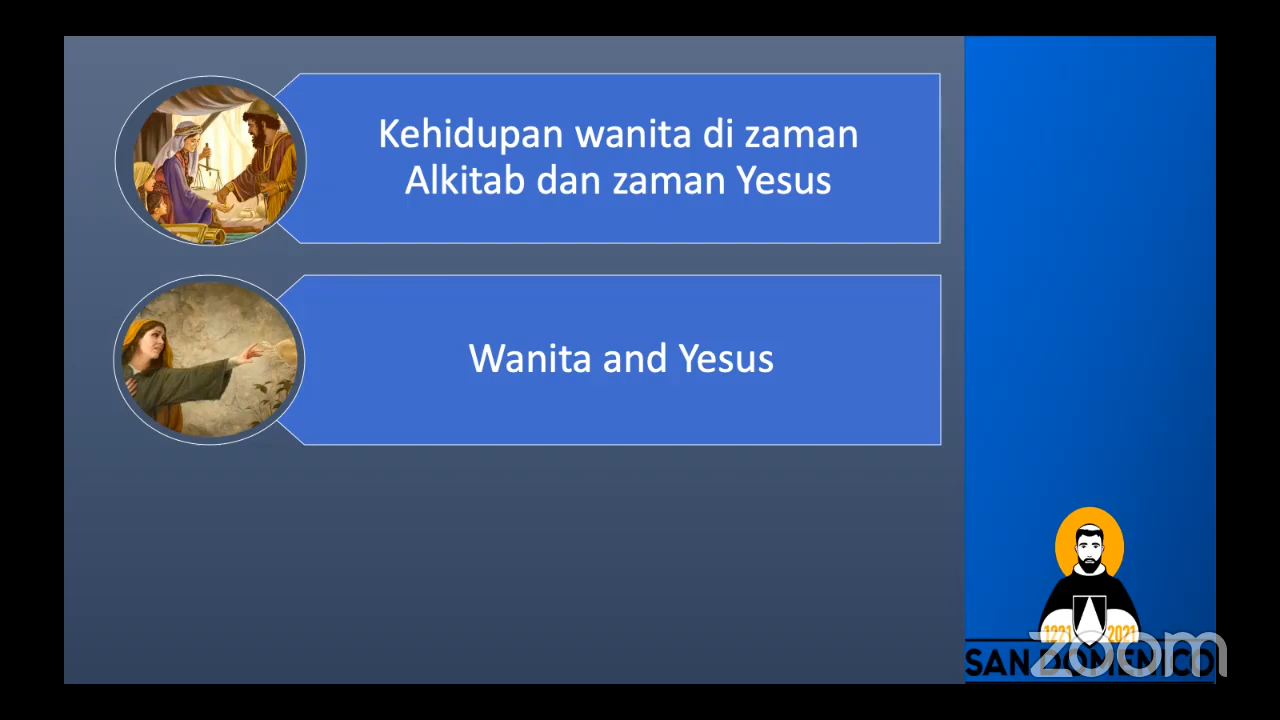 Kehidupan wanita di zaman
Alkitab dan zaman Yesus
Wanita and Yesus
1221 2021
SAN DOMENICO
zoom